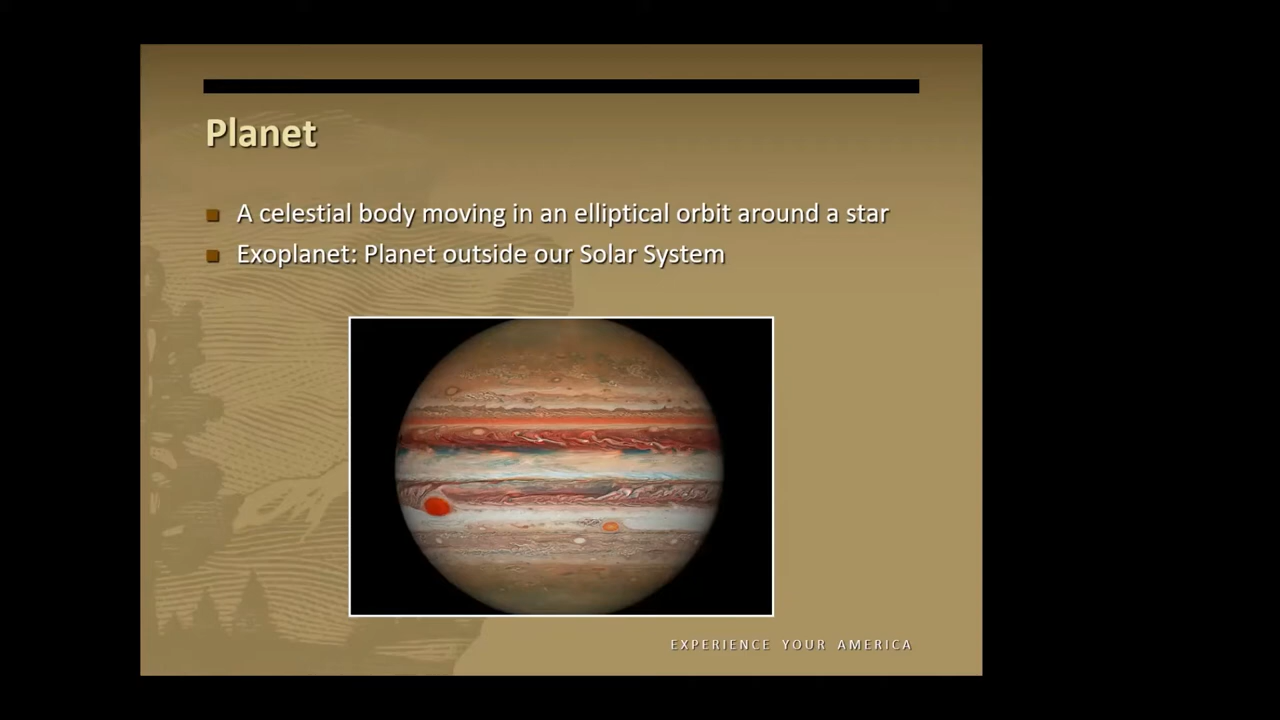 Planet
A celestial body moving in an elliptical orbit around a star
Exoplanet: Planet outside our Solar System
EXPERIENCE YOUR AMERICA